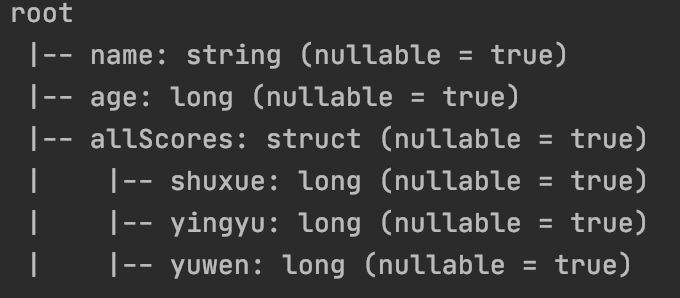 root
 |-- name: string (nullable = true)
 |-- age: long (nullable = true)
 |-- allScores: struct (nullable = true)
 |    |-- shuxue: long (nullable = true)
 |    |-- yingyu: long (nullable = true)
 |    |-- yuwen: long (nullable = true)